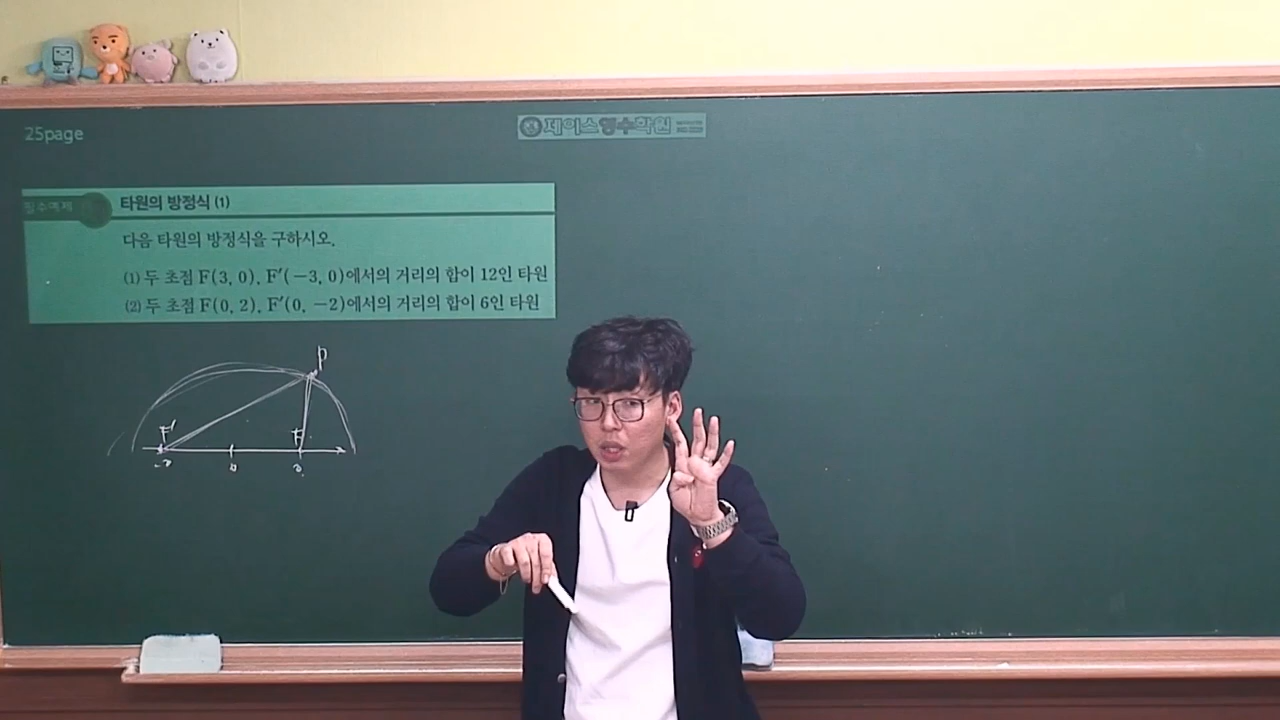 25page
제이스영수학원
필수예제
타원의 방정식 (1)
다음 타원의 방정식을 구하시오.
(1) 두 초점 F(3, 0), F′(−3, 0)에서의 거리의 합이 12인 타원
(2) 두 초점 F(0, 2), F′(0, −2)에서의 거리의 합이 6인 타원
P
F′ F
-3 0 3